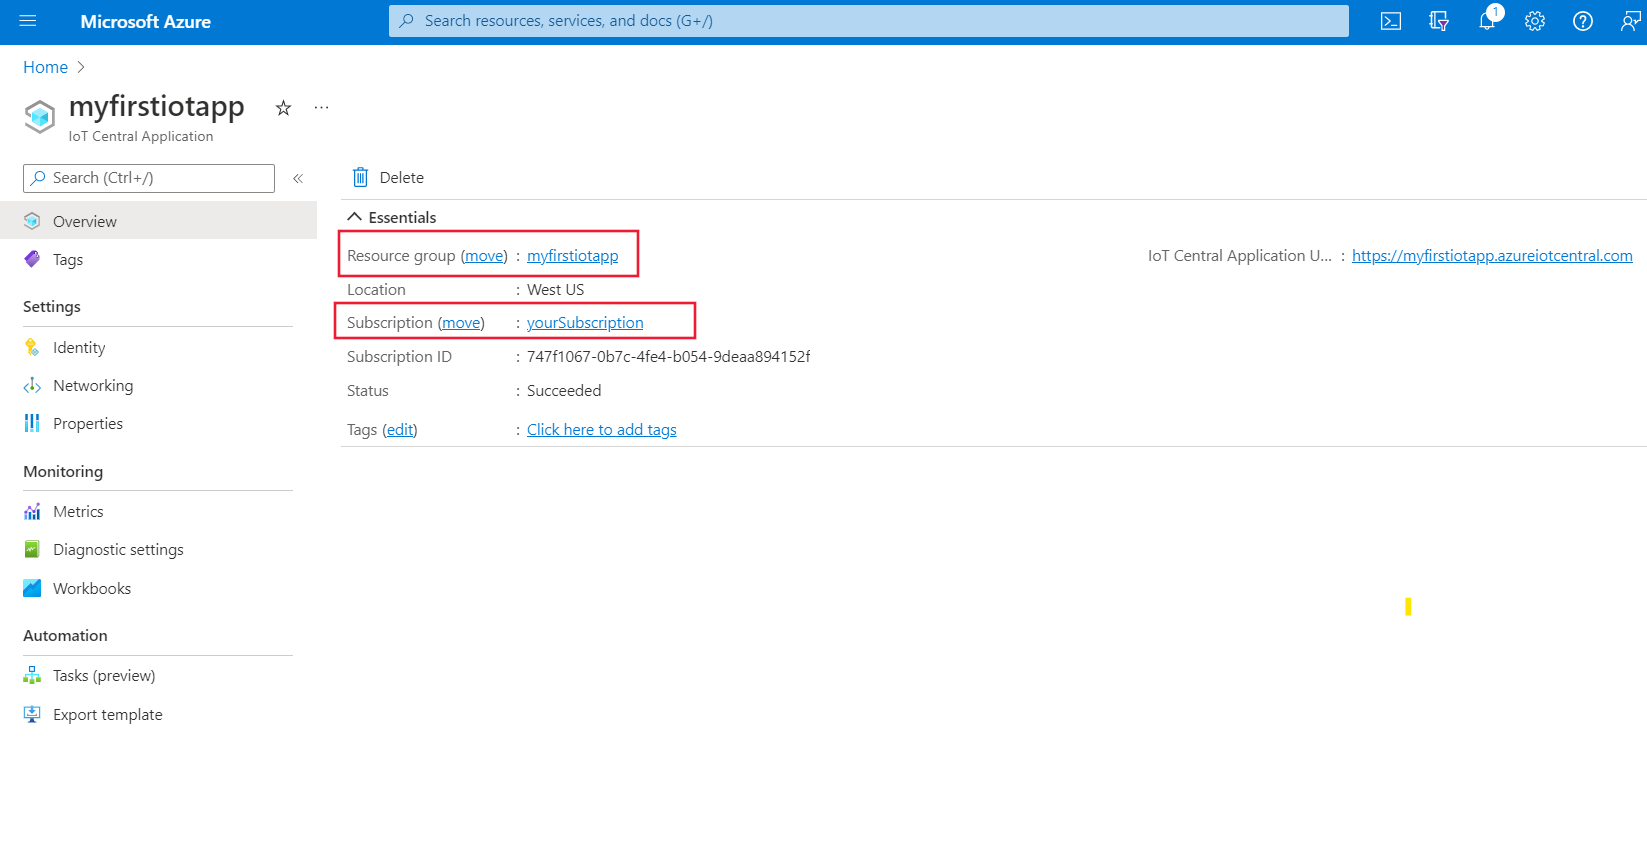 Microsoft Azure
Search resources, services, and docs (G+/)
1
Home
myfirstiotapp
IoT Central Application
Search (Ctrl+/)
Delete
Overview
Tags
Settings
Identity
Networking
Properties
Monitoring
Metrics
Diagnostic settings
Workbooks
Automation
Tasks (preview)
Export template
Essentials
Resource group (move) : myfirstiotapp
IoT Central Application U... : https://myfirstiotapp.azureiotcentral.com
Location : West US
Subscription (move) : yourSubscription
Subscription ID : 747f1067-0b7c-4fe4-b054-9deaa894152f
Status : Succeeded
Tags (edit) : Click here to add tags